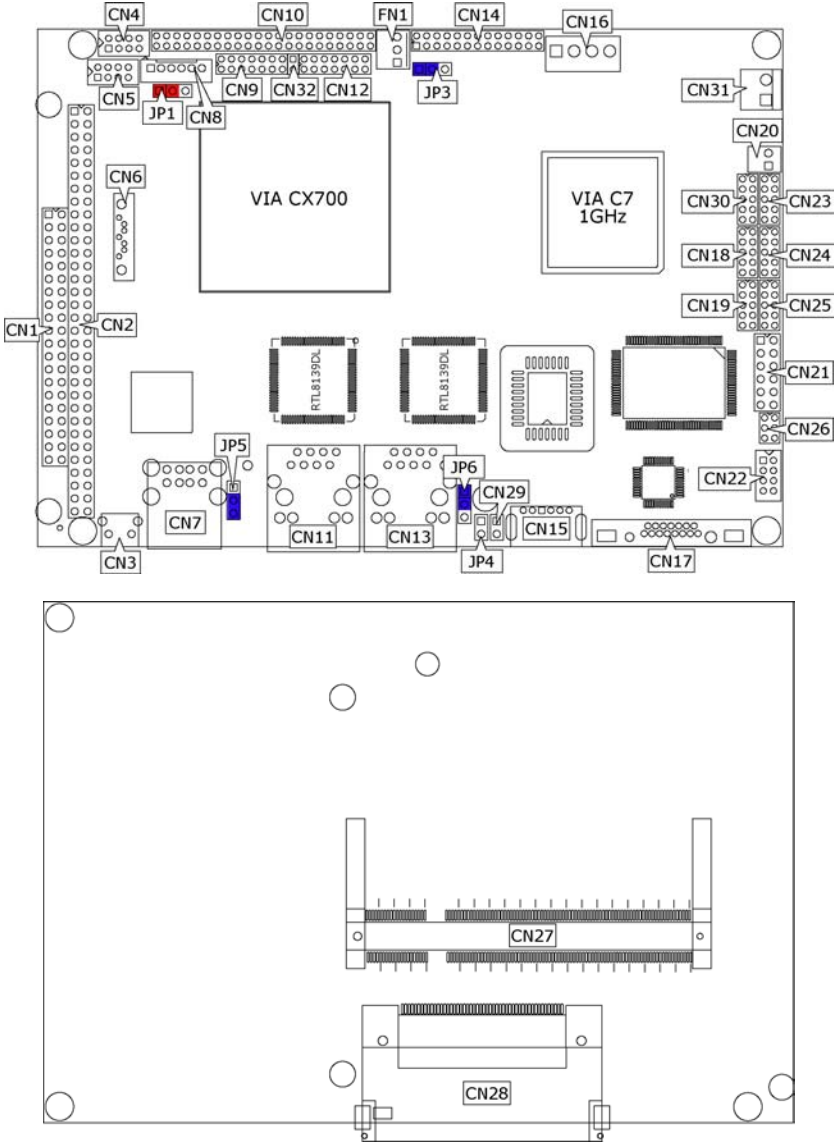 CN4
CN10
FN1
CN14
CN16
CN5
JP1
CN8
CN9
CN32
CN12
JP3
CN31
CN20
CN6
VIA CX700
VIA C7
1GHz
CN30
CN23
CN18
CN24
CN19
CN25
CN1
CN2
RTL8139DL
RTL8139DL
CN21
CN26
JP5
JP6
CN29
CN22
CN7
CN11
CN13
CN15
CN3
JP4
CN17
CN27
CN28